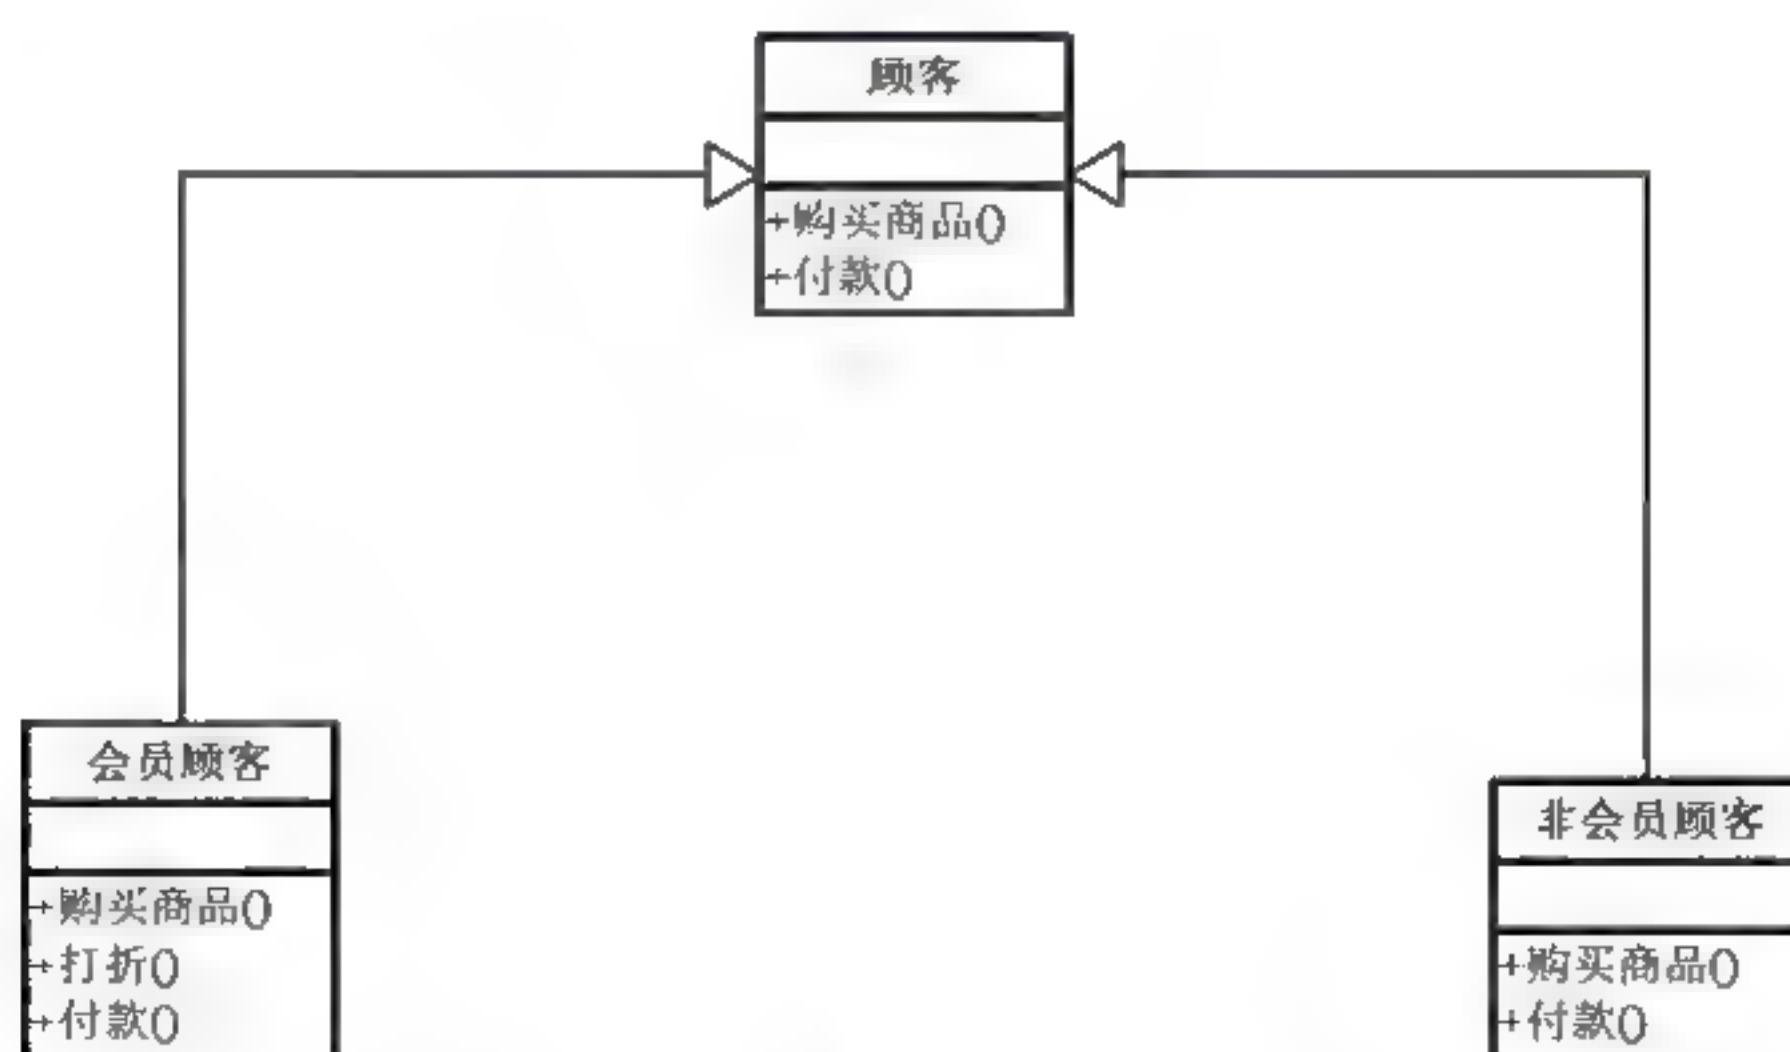 顾客
+购买商品()
+付款()
会员顾客
+购买商品()
+打折()
+付款()
非会员顾客
+购买商品()
+付款()